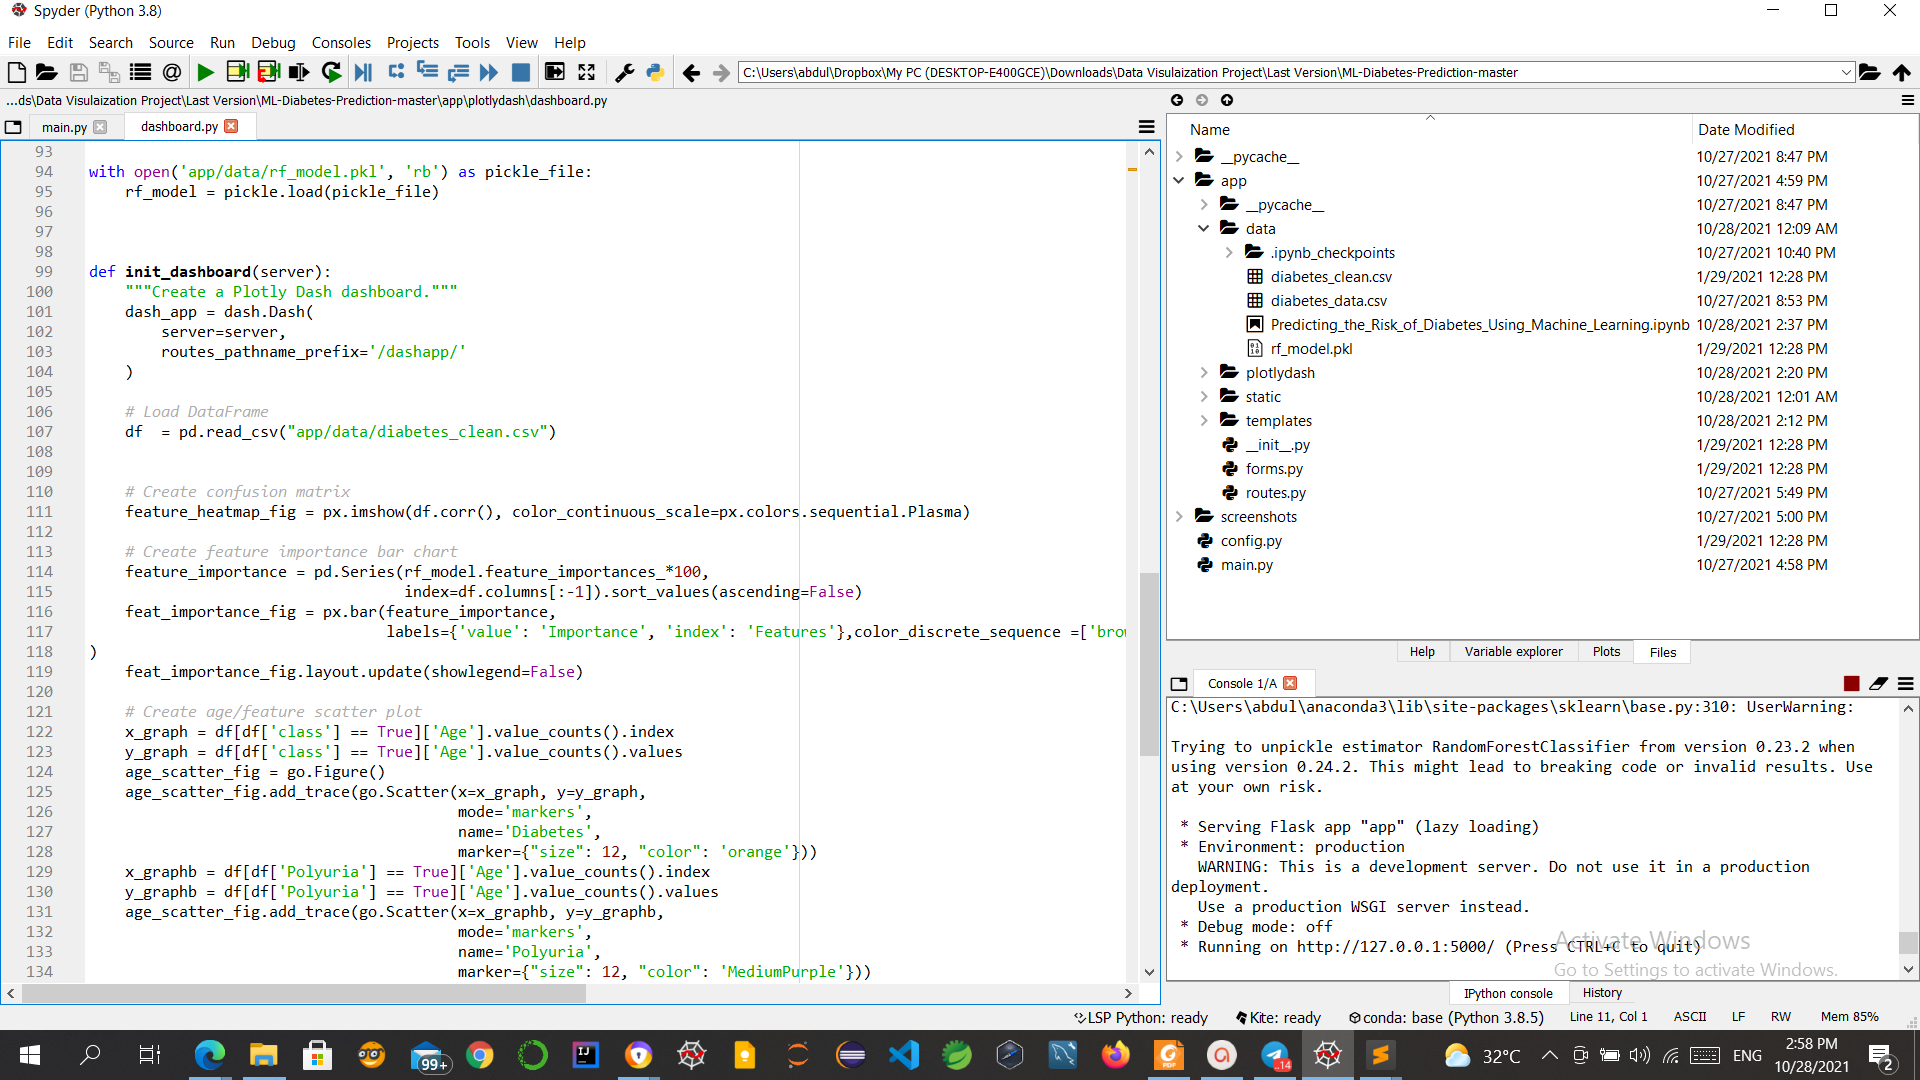 Spyder (Python 3.8)
File Edit Search Source Run Debug Consoles Projects Tools View Help
C:\Users\abdul\Dropbox\My PC (DESKTOP-E400GCE)\Downloads\Data Visulaization Project\Last Version\ML-Diabetes-Prediction-master
...ds\Data Visulaization Project\Last Version\ML-Diabetes-Prediction-master\app\plotlydash\dashboard.py
main.py dashboard.py
93
94 with open('app/data/rf_model.pkl', 'rb') as pickle_file:
95 rf_model = pickle.load(pickle_file)
96
97
98
99 def init_dashboard(server):
100 """Create a Plotly Dash dashboard."""
101 dash_app = dash.Dash(
102 server=server,
103 routes_pathname_prefix='/dashapp/'
104 )
105
106 # Load DataFrame
107 df  = pd.read_csv("app/data/diabetes_clean.csv")
108
109
110 # Create confusion matrix
111 feature_heatmap_fig = px.imshow(df.corr(), color_continuous_scale=px.colors.sequential.Plasma)
112
113 # Create feature importance bar chart
114 feature_importance = pd.Series(rf_model.feature_importances_*100,
115 index=df.columns[:-1]).sort_values(ascending=False)
116 feat_importance_fig = px.bar(feature_importance,
117 labels={'value': 'Importance', 'index': 'Features'},color_discrete_sequence =['brow
118 )
119 feat_importance_fig.layout.update(showlegend=False)
120
121 # Create age/feature scatter plot
122 x_graph = df[df['class'] == True]['Age'].value_counts().index
123 y_graph = df[df['class'] == True]['Age'].value_counts().values
124 age_scatter_fig = go.Figure()
125 age_scatter_fig.add_trace(go.Scatter(x=x_graph, y=y_graph,
126 mode='markers',
127 name='Diabetes',
128 marker={"size": 12, "color": 'orange'}))
129 x_graphb = df[df['Polyuria'] == True]['Age'].value_counts().index
130 y_graphb = df[df['Polyuria'] == True]['Age'].value_counts().values
131 age_scatter_fig.add_trace(go.Scatter(x=x_graphb, y=y_graphb,
132 mode='markers',
133 name='Polyuria',
134 marker={"size": 12, "color": 'MediumPurple'}))
Name Date Modified
__pycache__ 10/27/2021 8:47 PM
app 10/27/2021 4:59 PM
__pycache__ 10/27/2021 8:47 PM
data 10/28/2021 12:09 AM
.ipynb_checkpoints 10/27/2021 10:40 PM
diabetes_clean.csv 1/29/2021 12:28 PM
diabetes_data.csv 10/27/2021 8:53 PM
Predicting_the_Risk_of_Diabetes_Using_Machine_Learning.ipynb 10/28/2021 2:37 PM
rf_model.pkl 1/29/2021 12:28 PM
plotlydash 10/28/2021 2:20 PM
static 10/28/2021 12:01 AM
templates 10/28/2021 2:12 PM
__init__.py 1/29/2021 12:28 PM
forms.py 1/29/2021 12:28 PM
routes.py 10/27/2021 5:49 PM
screenshots 10/27/2021 5:00 PM
config.py 1/29/2021 12:28 PM
main.py 10/27/2021 4:58 PM
Help Variable explorer Plots Files
Console 1/A
C:\Users\abdul\anaconda3\lib\site-packages\sklearn\base.py:310: UserWarning:
Trying to unpickle estimator RandomForestClassifier from version 0.23.2 when
using version 0.24.2. This might lead to breaking code or invalid results. Use
at your own risk.
* Serving Flask app "app" (lazy loading)
* Environment: production
WARNING: This is a development server. Do not use it in a production
deployment.
Use a production WSGI server instead.
* Debug mode: off
* Running on http://127.0.0.1:5000/ (Press CTRL+C to quit)
Activate Windows
Go to Settings to activate Windows.
IPython console History
LSP Python: ready Kite: ready conda: base (Python 3.8.5) Line 11, Col 1 ASCII LF RW Mem 85%
99+
IJ
PDF
14
32°C
ENG
2:58 PM
10/28/2021
2